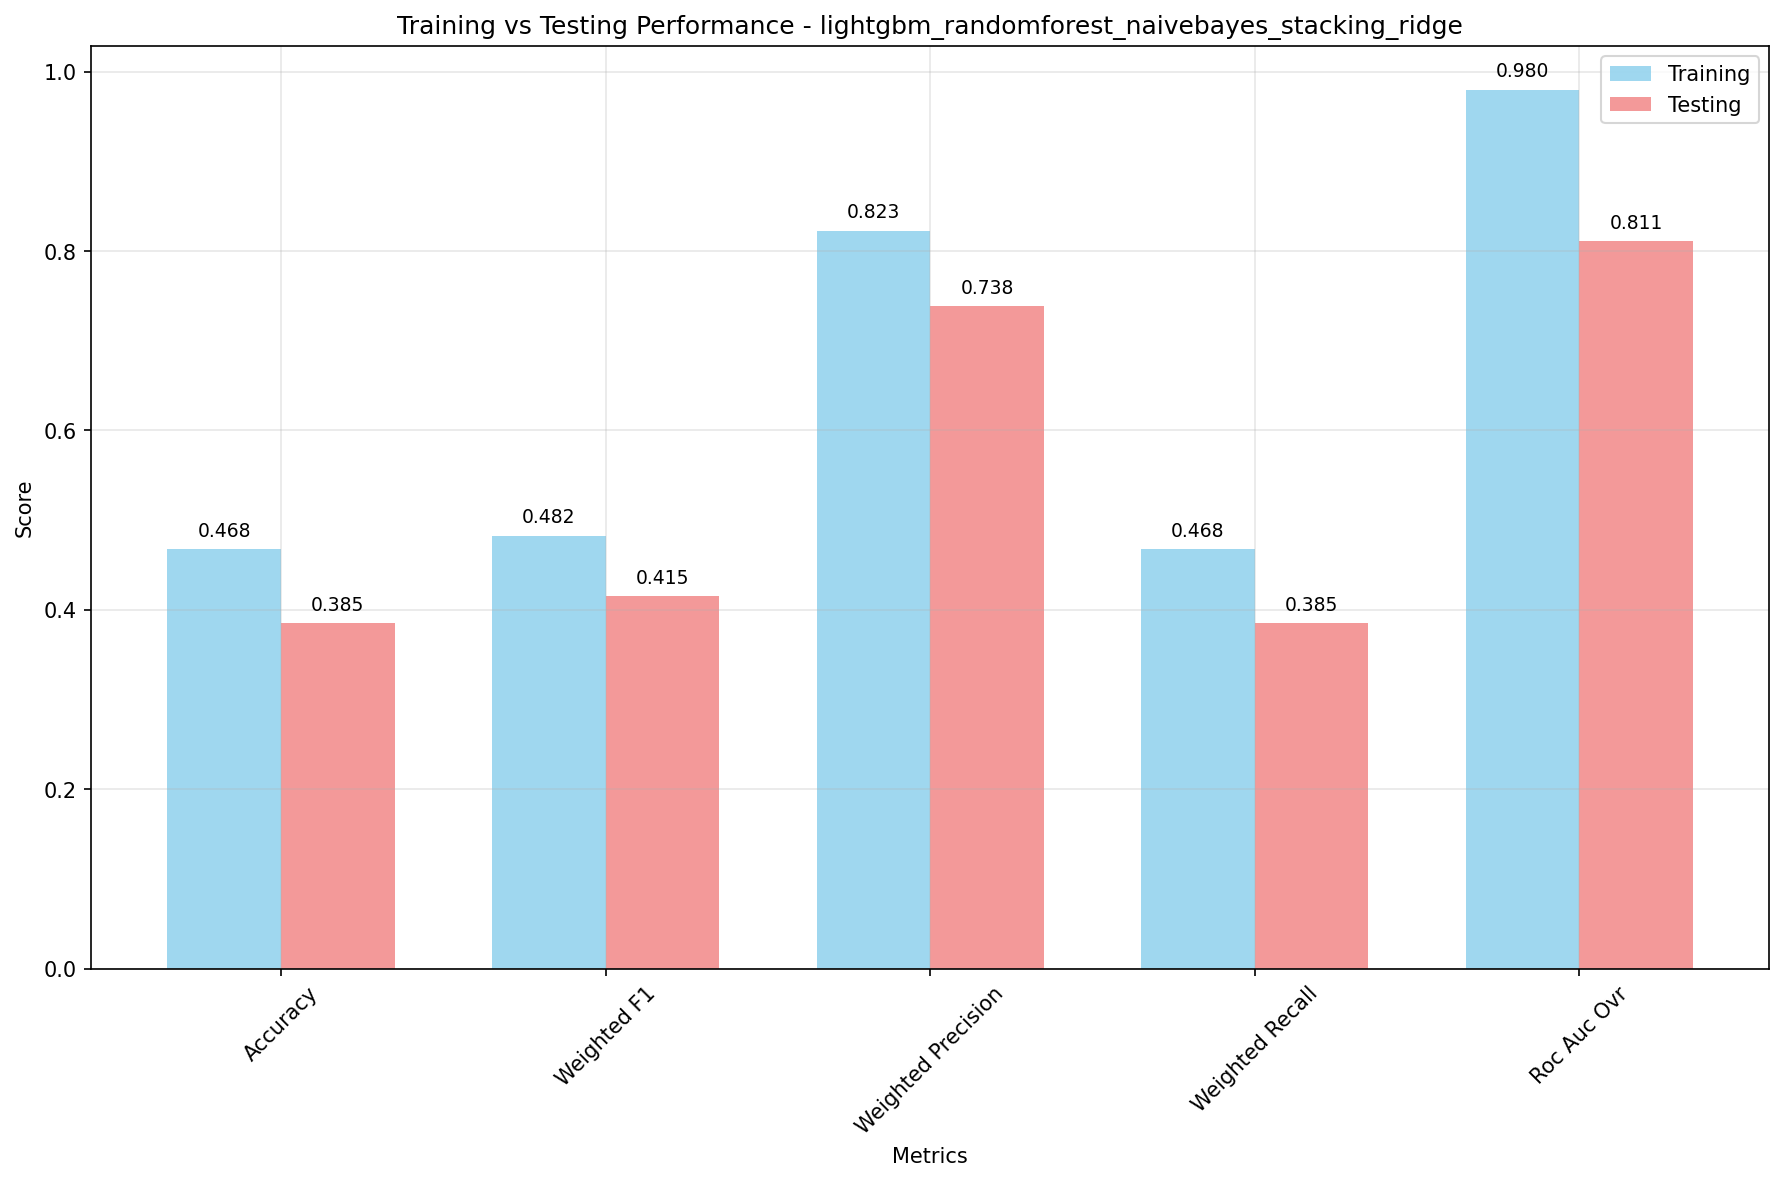 Training vs Testing Performance - lightgbm_randomforest_naivebayes_stacking_ridge
Training
Testing
Score
1.0
0.8
0.6
0.4
0.2
0.0
0.468
0.385
0.482
0.415
0.823
0.738
0.468
0.385
0.980
0.811
Accuracy
Weighted F1
Weighted Precision
Weighted Recall
Roc Auc Ovr
Metrics